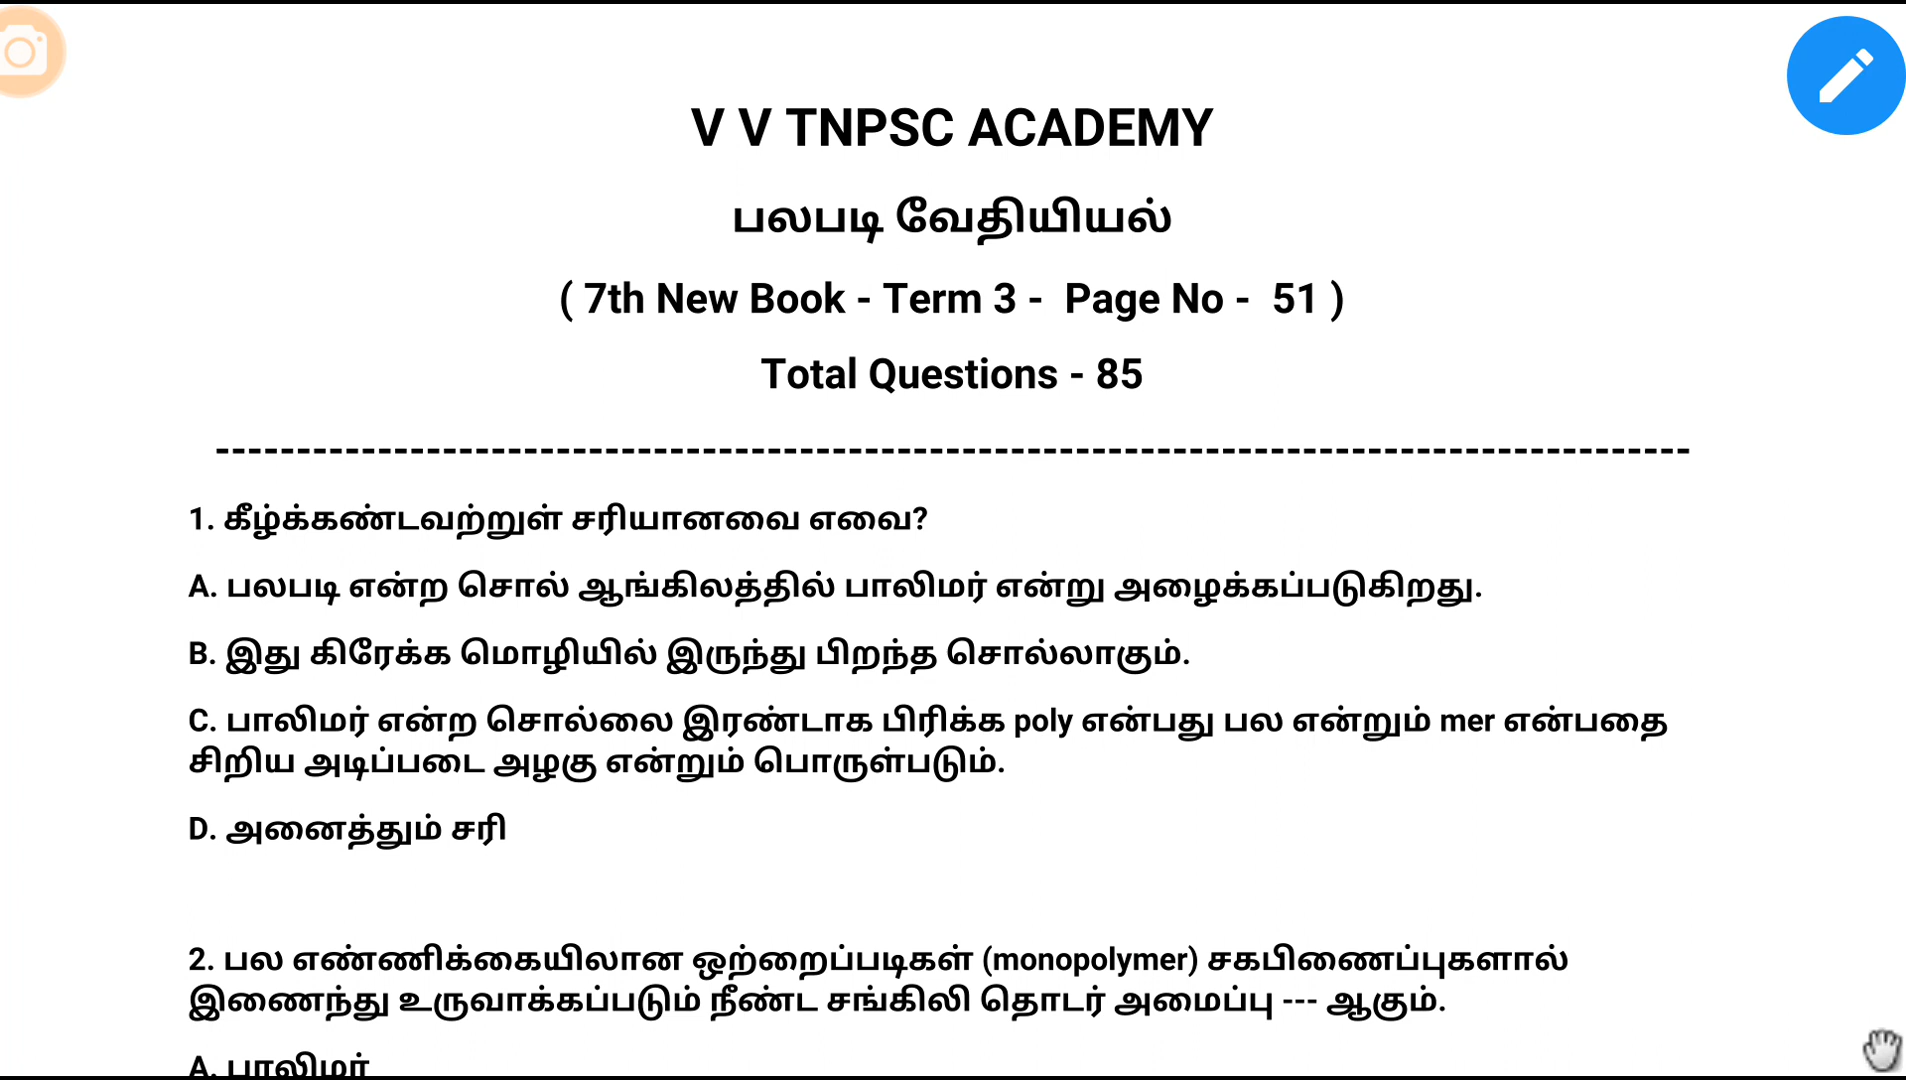 V V TNPSC ACADEMY
பலபடி வேதியியல்
( 7th New Book - Term 3 -  Page No -  51 )
Total Questions - 85
-------------------------------------------------------------------------------------------
1. கீழ்க்கண்டவற்றுள் சரியானவை எவை?
A. பலபடி என்ற சொல் ஆங்கிலத்தில் பாலிமர் என்று அழைக்கப்படுகிறது.
B. இது கிரேக்க மொழியில் இருந்து பிறந்த சொல்லாகும்.
C. பாலிமர் என்ற சொல்லை இரண்டாக பிரிக்க poly என்பது பல என்றும் mer என்பதை
சிறிய அடிப்படை அழகு என்றும் பொருள்படும்.
D. அனைத்தும் சரி
2. பல எண்ணிக்கையிலான ஒற்றைப்படிகள் (monopolymer) சகபிணைப்புகளால்
இணைந்து உருவாக்கப்படும் நீண்ட சங்கிலி தொடர் அமைப்பு --- ஆகும்.
A. பாலிமர்